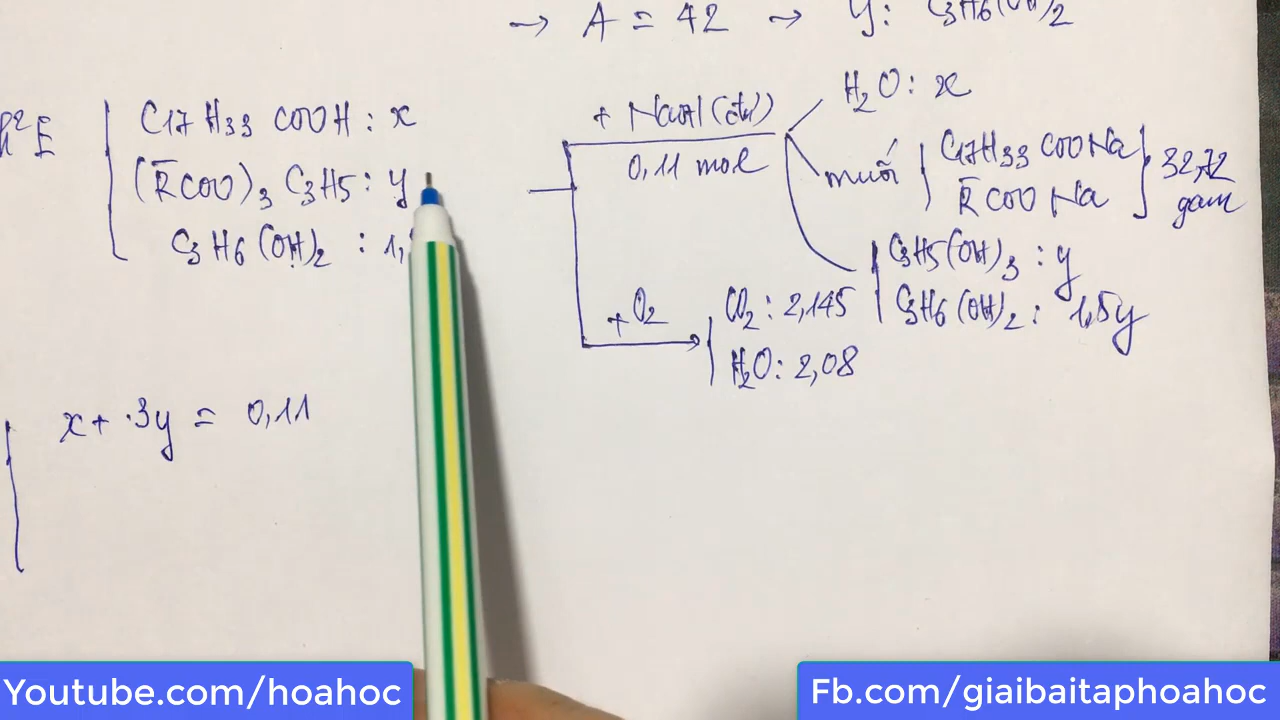 → A = 42 → Y: C3H6(OH)2
E
C17H33COOH : x
(R̄COO)3C3H5 : y
C3H6(OH)2 : 1,
+ NaOH (đủ)
0,11 mol
H2O : x
muối
C17H33COONa
R̄COONa
32,72
gam
C3H5(OH)3 : y
C3H6(OH)2 : 1,5y
+ O2
CO2 : 2,145
H2O : 2,08
x + 3y = 0,11
Youtube.com/hoahoc
Fb.com/giaibaitaphoahoc